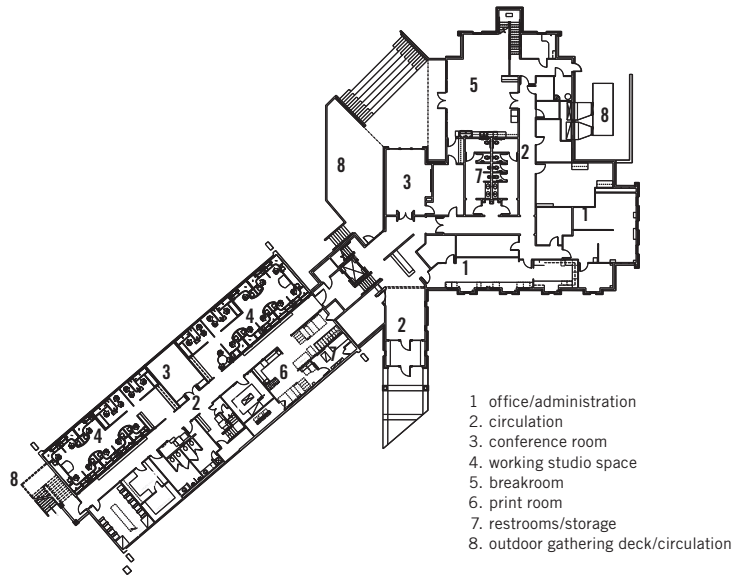 5
8
2
8
7
3
1
1
4
2
3
6
2
4
8
1 office/administration
2. circulation
3. conference room
4. working studio space
5. breakroom
6. print room
7. restrooms/storage
8. outdoor gathering deck/circulation